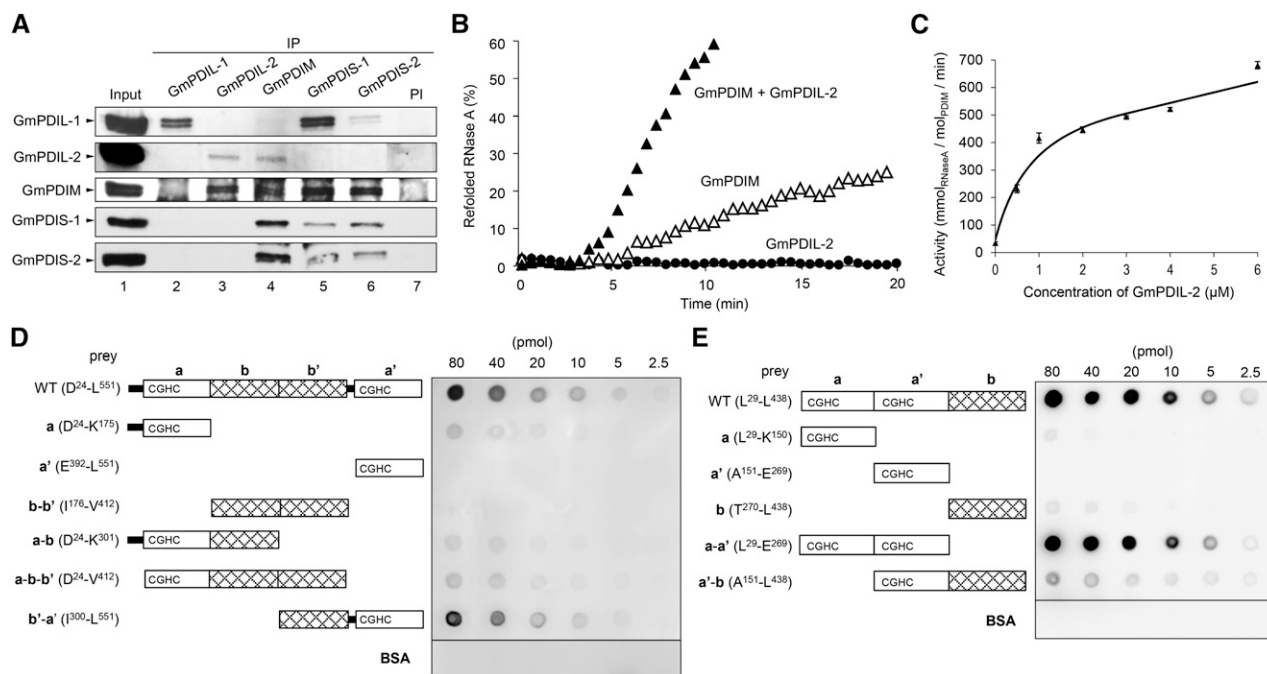 A
IP
Input
GmPDIL-1
GmPDIL-2
GmPDIM
GmPDIS-1
GmPDIS-2
PI
GmPDIL-1
GmPDIL-2
GmPDIM
GmPDIS-1
GmPDIS-2
1 2 3 4 5 6 7
B
Refolded RNase A (%)
60
50
40
30
20
10
0
GmPDIM + GmPDIL-2
GmPDIM
GmPDIL-2
0 5 10 15 20
Time (min)
C
Activity (mmol_RNaseA / mol_PDIM / min)
700
600
500
400
300
200
100
0
0 1 2 3 4 5 6
Concentration of GmPDIL-2 (µM)
D
prey
a b b' a'
WT (D²⁴-L⁵⁵¹) CGHC CGHC
a (D²⁴-K¹⁷⁵) CGHC
a' (E³⁹²-L⁵⁵¹) CGHC
b-b' (I¹⁷⁶-V⁴¹²)
a-b (D²⁴-K³⁰¹) CGHC
a-b-b' (D²⁴-V⁴¹²) CGHC
b'-a' (I³⁰⁰-L⁵⁵¹) CGHC
BSA
(pmol)
80 40 20 10 5 2.5
E
prey
a a' b
WT (L²⁹-L⁴³⁸) CGHC CGHC
a (L²⁹-K¹⁵⁰) CGHC
a' (A¹⁵¹-E²⁶⁹) CGHC
b (T²⁷⁰-L⁴³⁸)
a-a' (L²⁹-E²⁶⁹) CGHC CGHC
a'-b (A¹⁵¹-L⁴³⁸) CGHC
BSA
(pmol)
80 40 20 10 5 2.5